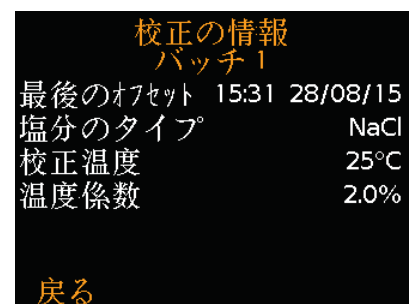 校正の情報
バッチ 1
最後のｵﾌｾｯﾄ 15:31 28/08/15
塩分のタイプ NaCl
校正温度 25°C
温度係数 2.0%
戻る